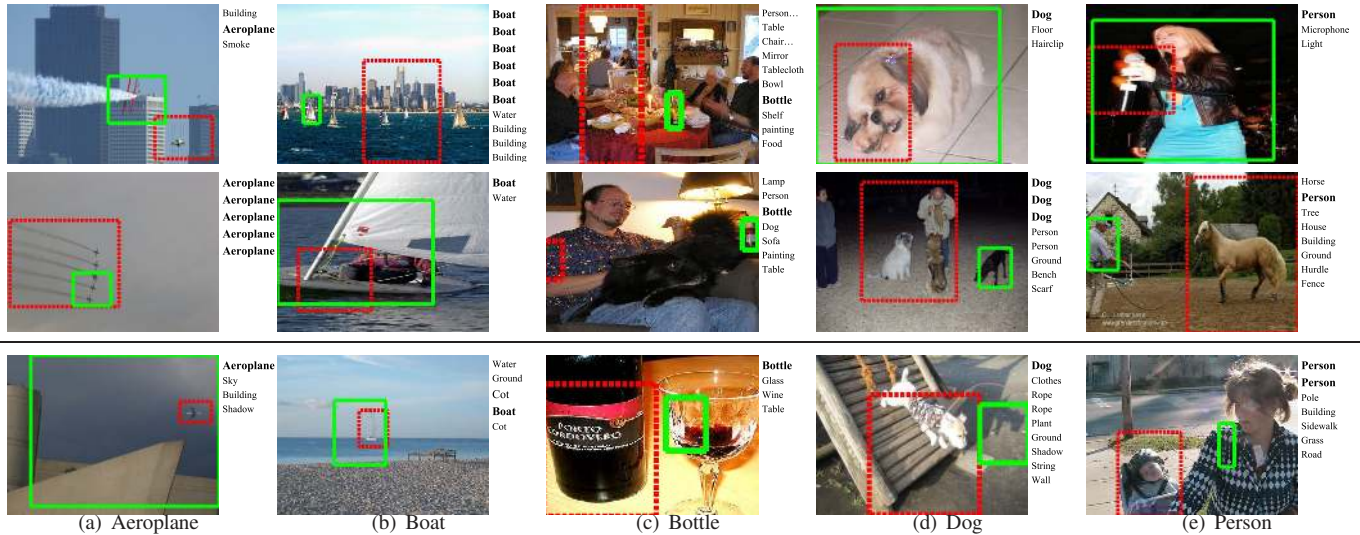 Building
Aeroplane
Smoke
Boat
Boat
Boat
Boat
Boat
Boat
Water
Building
Building
Building
Person…
Table
Chair…
Mirror
Tablecloth
Bowl
Bottle
Shelf
painting
Food
Dog
Floor
Hairclip
Person
Microphone
Light
Aeroplane
Aeroplane
Aeroplane
Aeroplane
Aeroplane
Boat
Water
Lamp
Person
Bottle
Dog
Sofa
Painting
Table
Dog
Dog
Dog
Person
Person
Ground
Bench
Scarf
Horse
Person
Tree
House
Building
Ground
Hurdle
Fence
Aeroplane
Sky
Building
Shadow
Water
Ground
Cot
Boat
Cot
PORTO
CORDOVERO
Bottle
Glass
Wine
Table
Dog
Clothes
Rope
Rope
Plant
Ground
Shadow
String
Wall
Person
Person
Pole
Building
Sidewalk
Grass
Road
(a) Aeroplane
(b) Boat
(c) Bottle
(d) Dog
(e) Person